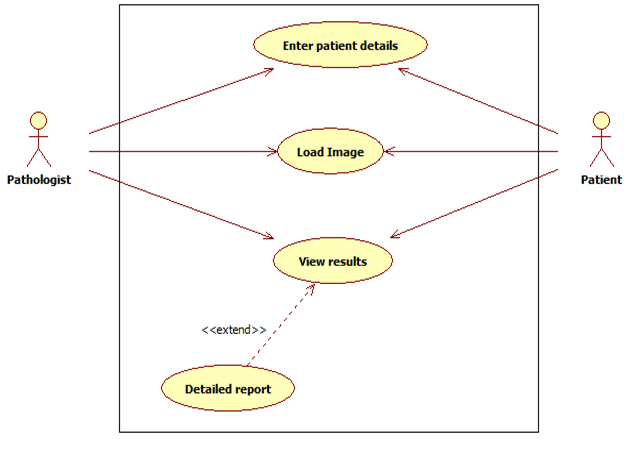 Enter patient details
Load Image
Pathologist
Patient
View results
<<extend>>
Detailed report